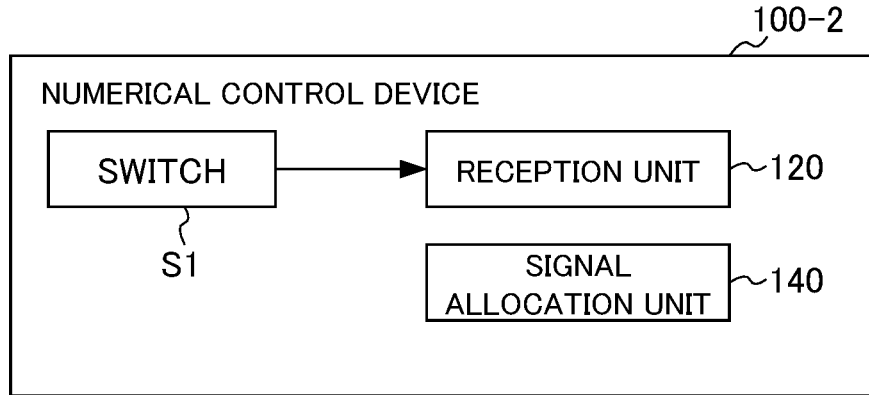 100-2
NUMERICAL CONTROL DEVICE
SWITCH
RECEPTION UNIT
120
S1
SIGNAL
ALLOCATION UNIT
140